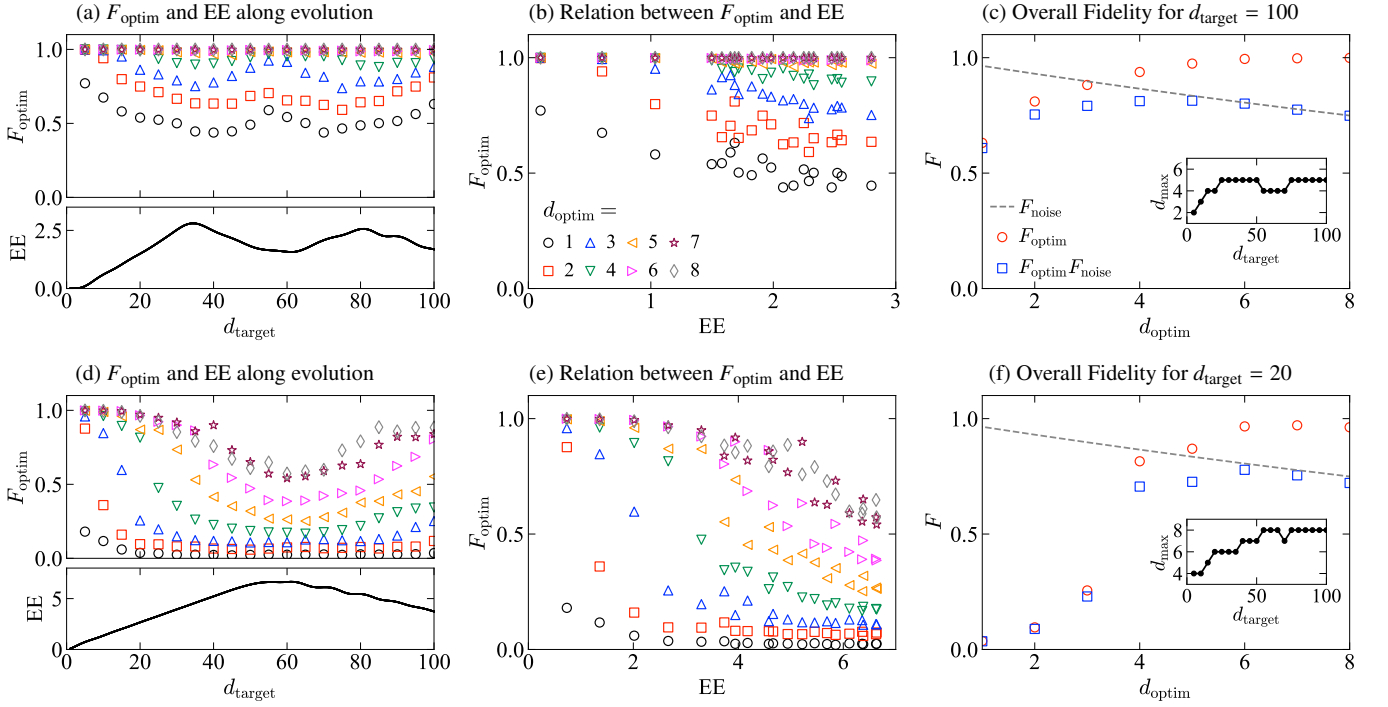 (a) F_optim and EE along evolution
1.0
0.5
0.0
F_optim
2.5
0.0
EE
0 20 40 60 80 100
d_target
(b) Relation between F_optim and EE
1.0
0.5
0.0
F_optim
d_optim =
1 3 5 7
2 4 6 8
0 1 2 3
EE
(c) Overall Fidelity for d_target = 100
1.0
0.5
0.0
F
F_noise
F_optim
F_optim F_noise
6
4
2
d_max
0 50 100
d_target
2 4 6 8
d_optim
(d) F_optim and EE along evolution
1.0
0.5
0.0
F_optim
5
0
EE
0 20 40 60 80 100
d_target
(e) Relation between F_optim and EE
1.0
0.5
0.0
F_optim
0 2 4 6
EE
(f) Overall Fidelity for d_target = 20
1.0
0.5
0.0
F
8
6
4
d_max
0 50 100
d_target
2 4 6 8
d_optim